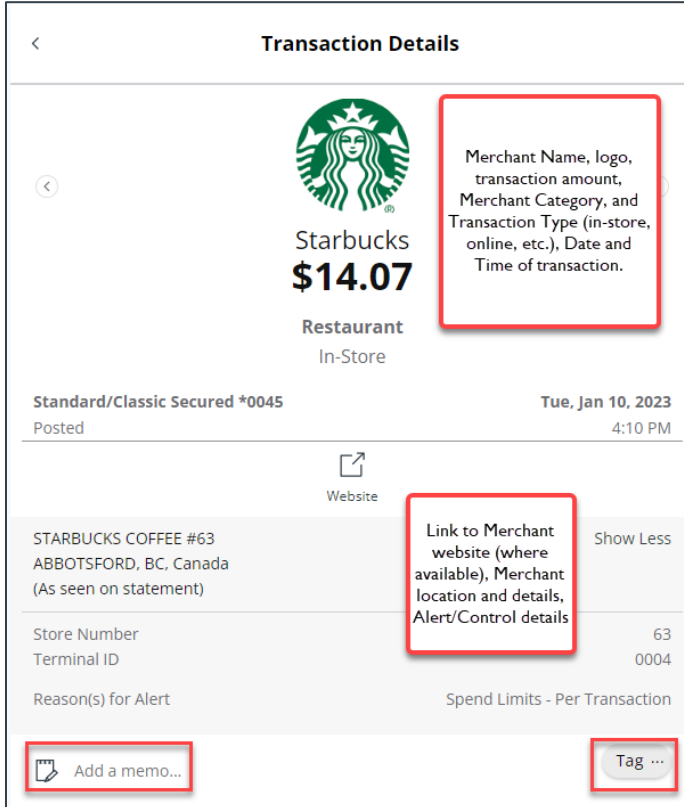 Transaction Details
Starbucks
$14.07
Restaurant
In-Store
Merchant Name, logo,
transaction amount,
Merchant Category, and
Transaction Type (in-store,
online, etc.), Date and
Time of transaction.
Standard/Classic Secured *0045
Tue, Jan 10, 2023
Posted
4:10 PM
Website
STARBUCKS COFFEE #63
Show Less
ABBOTSFORD, BC, Canada
(As seen on statement)
Link to Merchant
website (where
available), Merchant
location and details,
Alert/Control details
Store Number
63
Terminal ID
0004
Reason(s) for Alert
Spend Limits - Per Transaction
Add a memo...
Tag ...